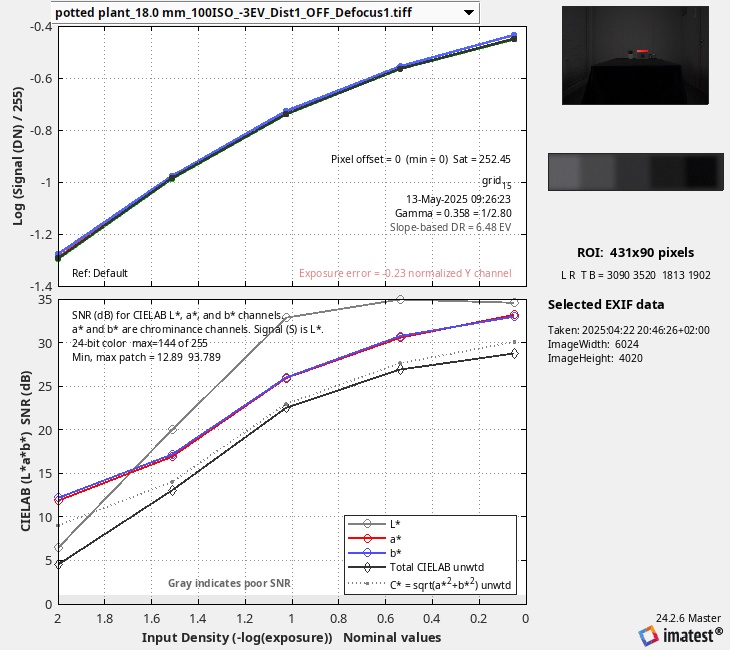 potted plant_18.0 mm_100ISO_-3EV_Dist1_OFF_Defocus1.tiff
-0.4
-0.6
-0.8
-1
-1.2
-1.4
Log (Signal (DN) / 255)
Pixel offset = 0 (min = 0) Sat = 252.45
grid_15
13-May-2025 09:26:23
Gamma = 0.358 = 1/2.80
Slope-based DR = 6.48 EV
Ref: Default
Exposure error = -0.23 normalized Y channel
ROI: 431x90 pixels
L R T B = 3090 3520 1813 1902
Selected EXIF data
Taken: 2025:04:22 20:46:26+02:00
ImageWidth: 6024
ImageHeight: 4020
35
30
25
20
15
10
5
0
CIELAB (L*a*b*) SNR (dB)
SNR (dB) for CIELAB L*, a*, and b* channels.
a* and b* are chrominance channels. Signal (S) is L*.
24-bit color max=144 of 255
Min, max patch = 12.89 93.789
L*
a*
b*
Total CIELAB unwtd
C* = sqrt(a*²+b*²) unwtd
Gray indicates poor SNR
2 1.8 1.6 1.4 1.2 1 0.8 0.6 0.4 0.2 0
Input Density (-log(exposure)) Nominal values
24.2.6 Master
imatest®